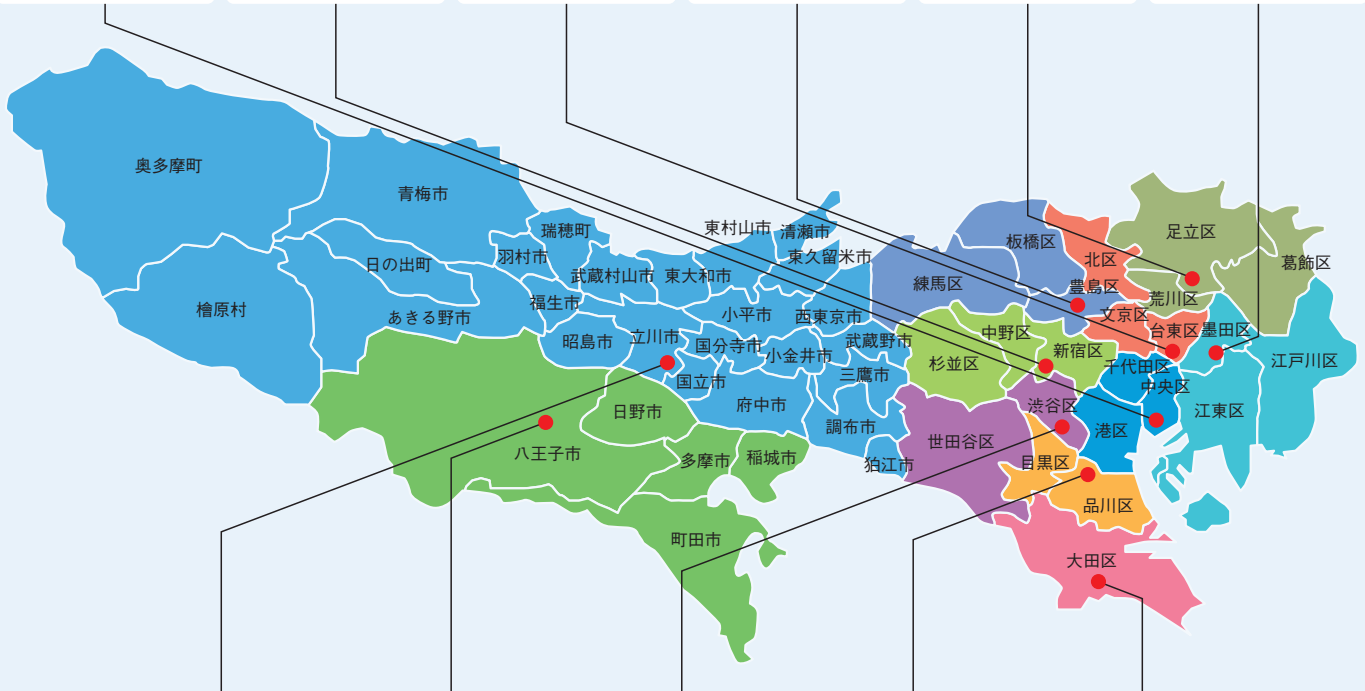 奥多摩町
青梅市
瑞穂町
羽村市
日の出町
檜原村
あきる野市
福生市
武蔵村山市
東大和市
東村山市
清瀬市
東久留米市
昭島市
立川市
小平市
西東京市
国分寺市
小金井市
武蔵野市
国立市
三鷹市
日野市
府中市
調布市
八王子市
多摩市
稲城市
狛江市
町田市
板橋区
北区
足立区
葛飾区
練馬区
豊島区
荒川区
文京区
台東区
墨田区
中野区
杉並区
新宿区
千代田区
中央区
江戸川区
渋谷区
港区
江東区
世田谷区
目黒区
品川区
大田区